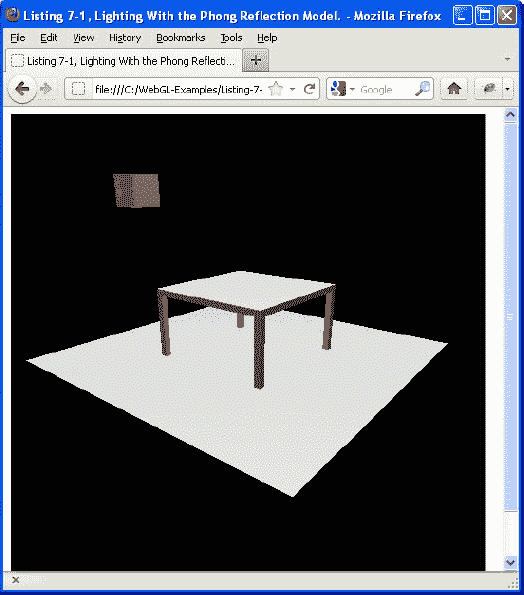 Listing 7-1, Lighting With the Phong Reflection Model. - Mozilla Firefox
File Edit View History Bookmarks Tools Help
Listing 7-1, Lighting With the Phong Reflecti...
file:///C:/WebGL-Examples/Listing-7- Google